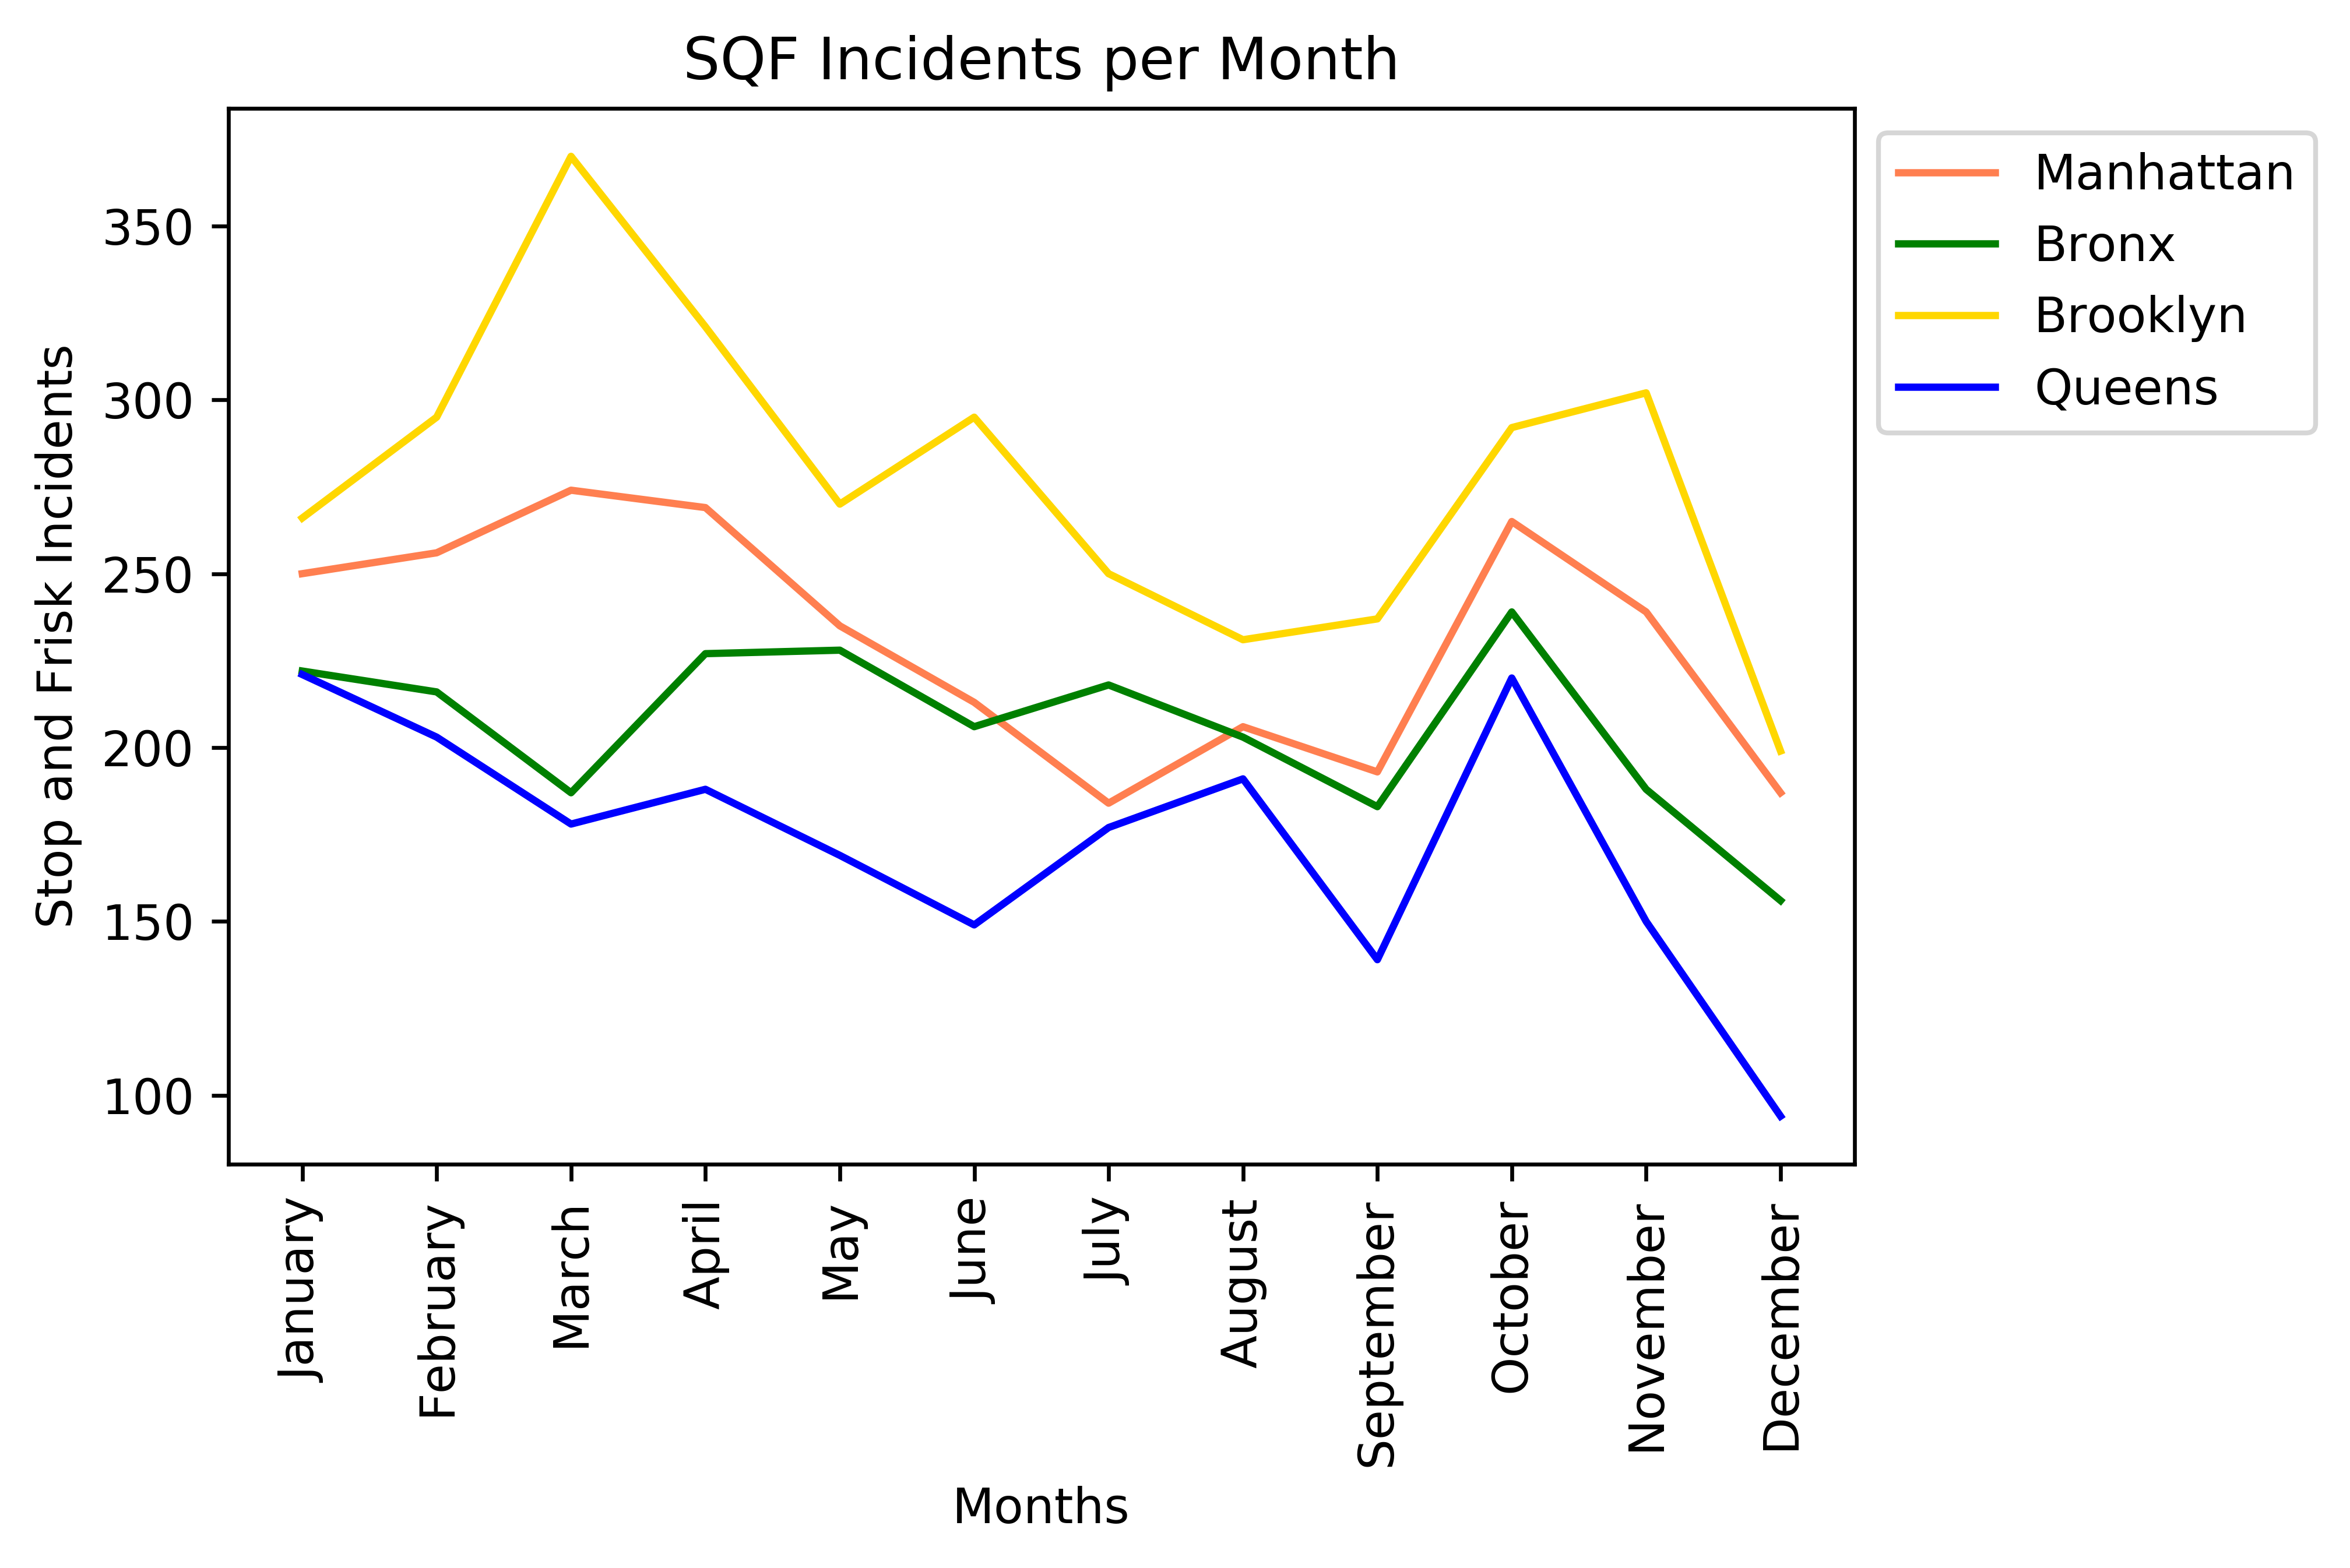 SQF Incidents per Month
Manhattan
Bronx
Brooklyn
Queens
Stop and Frisk Incidents
350
300
250
200
150
100
January
February
March
April
May
June
July
August
September
October
November
December
Months